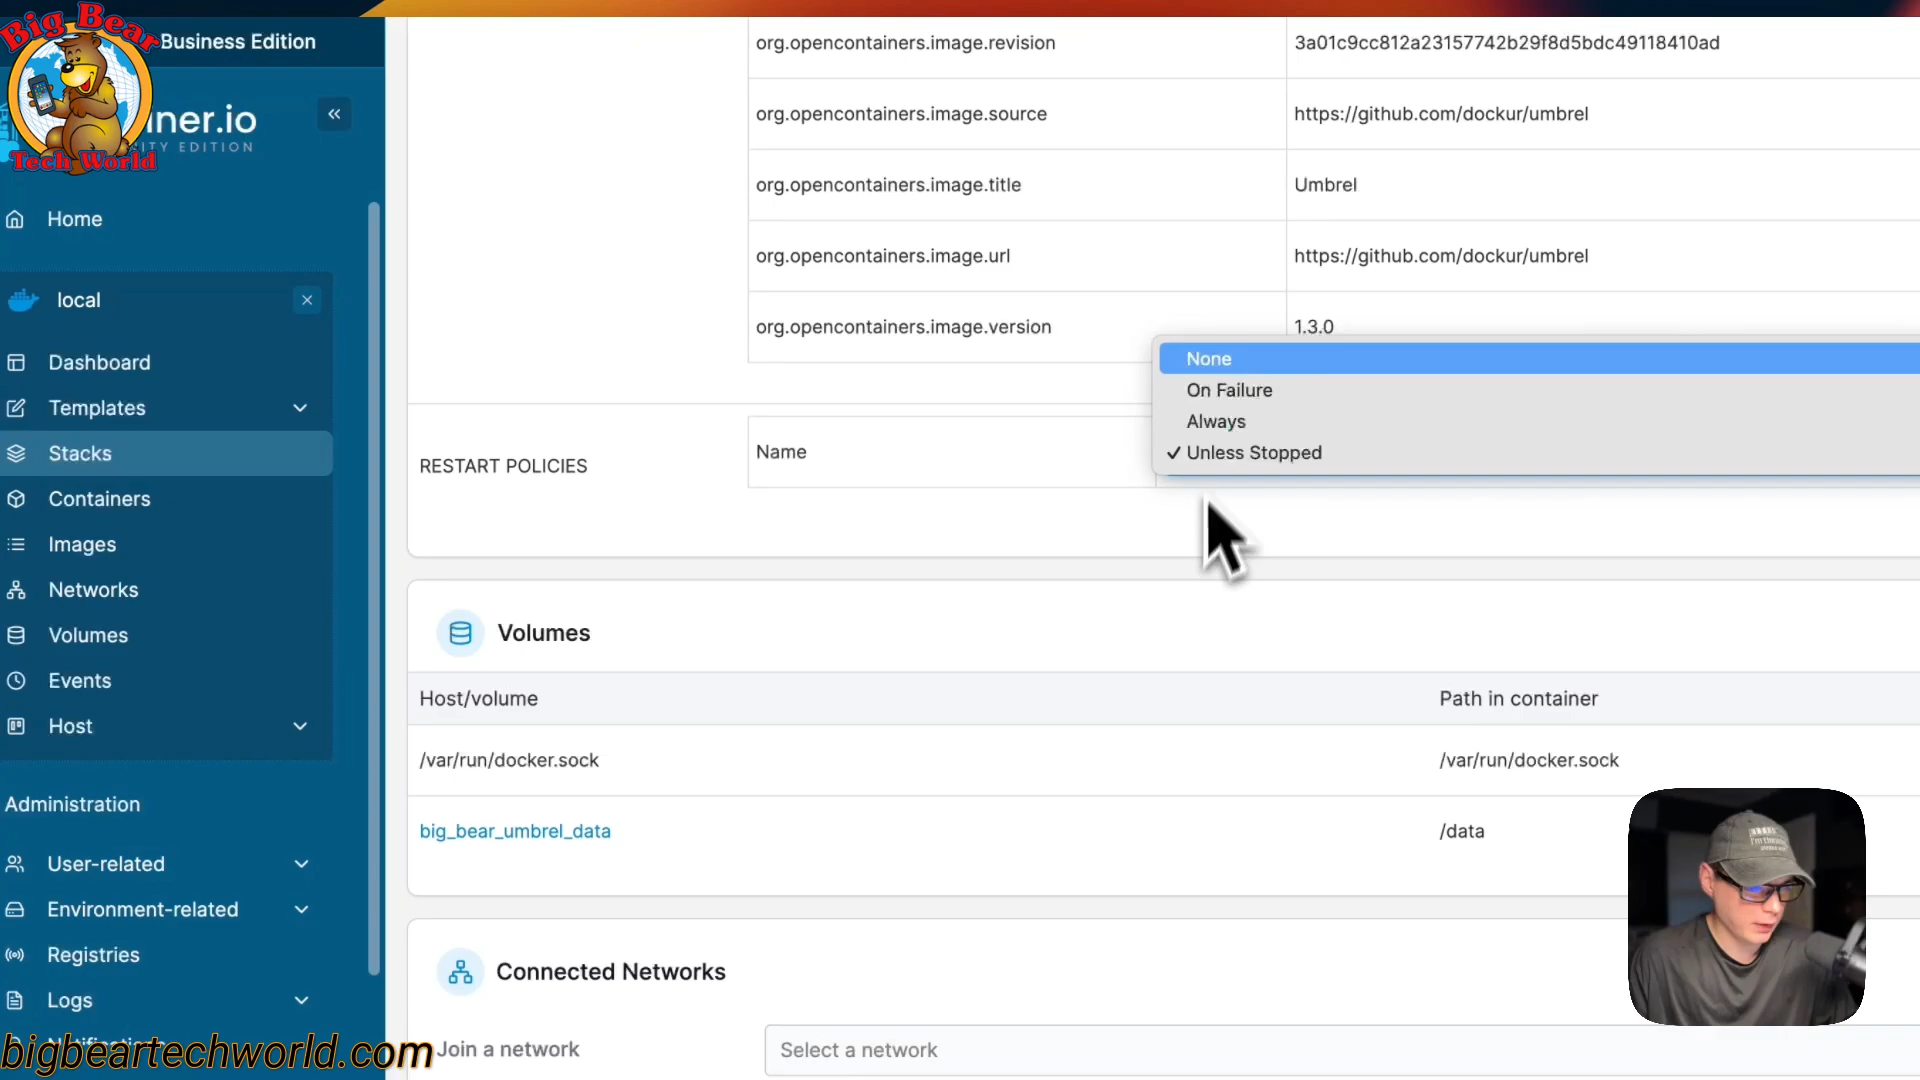 Big Bear
Tech World
Business Edition
iner.io
ITY EDITION
Home
local
Dashboard
Templates
Stacks
Containers
Images
Networks
Volumes
Events
Host
Administration
User-related
Environment-related
Registries
Logs
bigbeartechworld.com
org.opencontainers.image.revision 3a01c9cc812a23157742b29f8d5bdc49118410ad
org.opencontainers.image.source https://github.com/dockur/umbrel
org.opencontainers.image.title Umbrel
org.opencontainers.image.url https://github.com/dockur/umbrel
org.opencontainers.image.version 1.3.0
None
On Failure
Always
✓ Unless Stopped
RESTART POLICIES Name
Volumes
Host/volume Path in container
/var/run/docker.sock /var/run/docker.sock
big_bear_umbrel_data /data
Connected Networks
Join a network Select a network